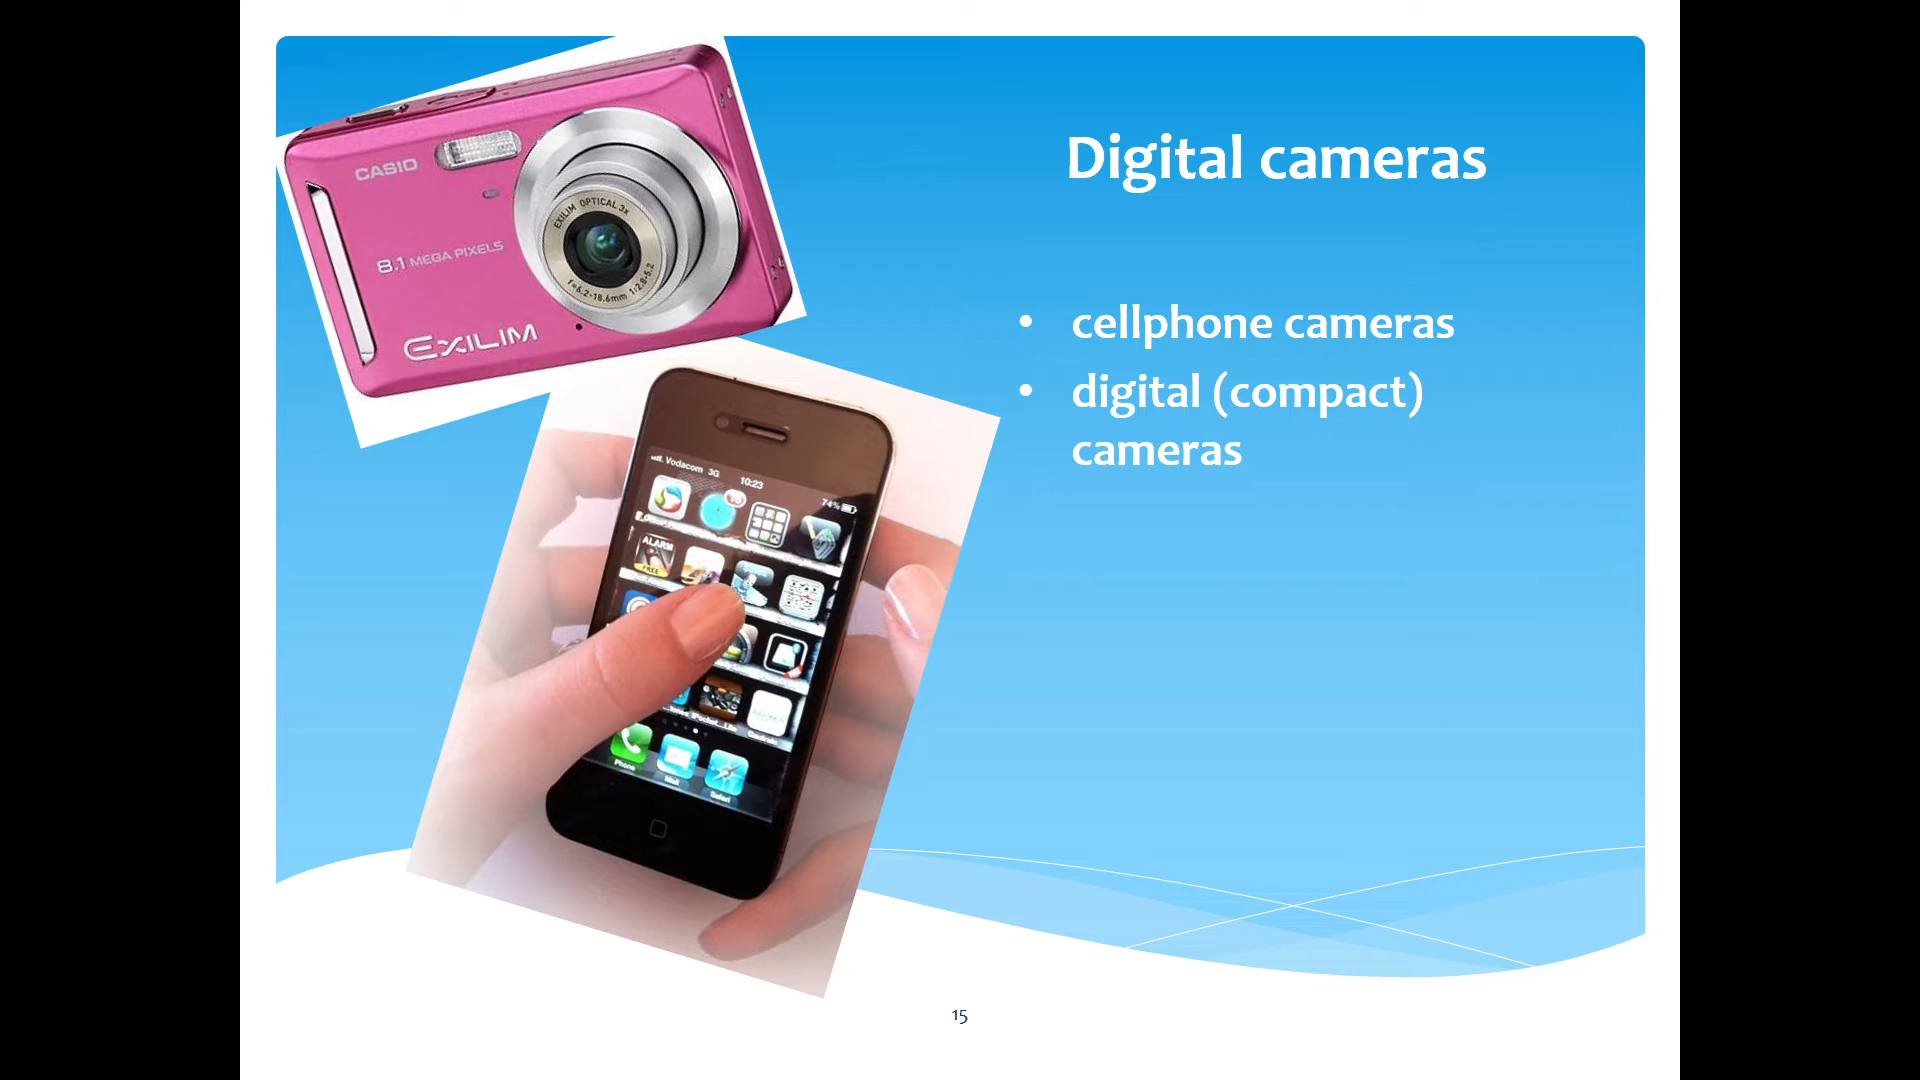 Digital cameras
• cellphone cameras
• digital (compact)
cameras
CASIO
EXILIM OPTICAL 3x
8.1 MEGA PIXELS
f=6.2-18.6mm 1:2.8-5.2
EXILIM
Vodacom 3G
10:23
74%
ALARM
FREE
Phone
Mail
Safari
15